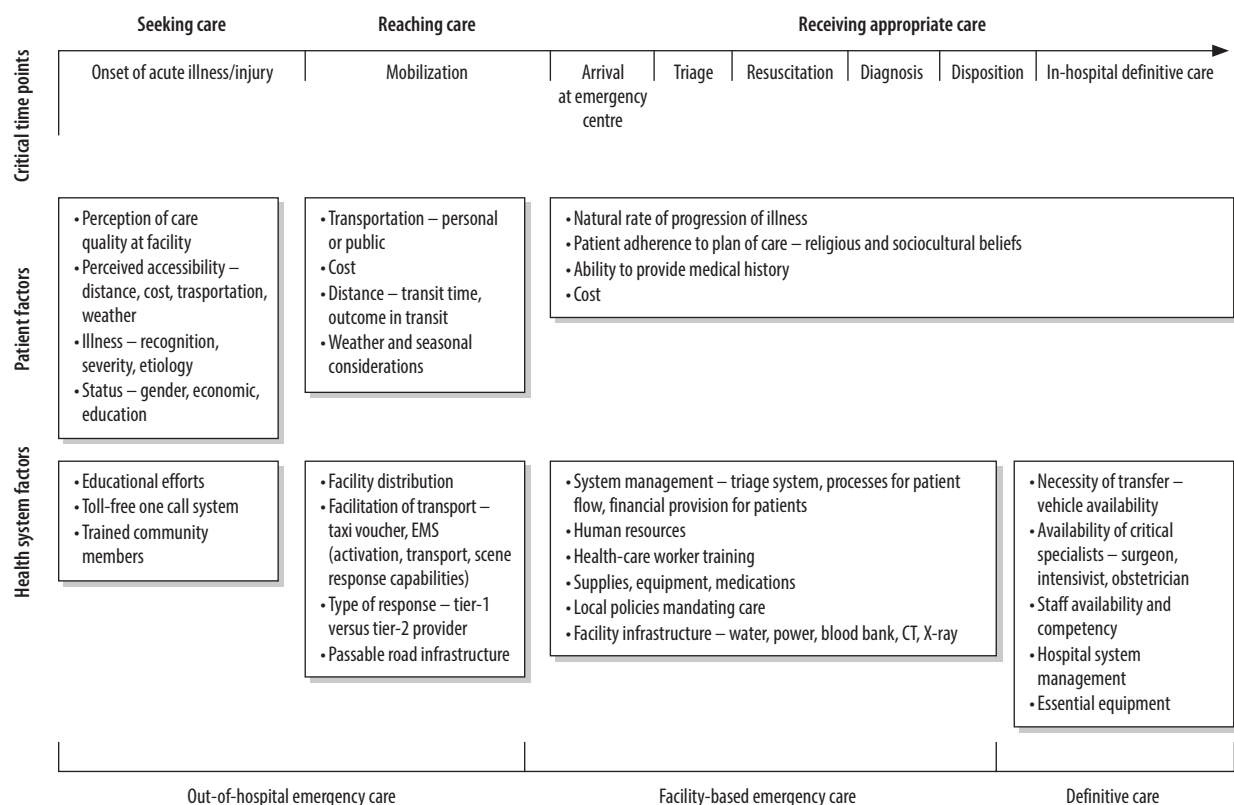 Seeking care
Reaching care
Receiving appropriate care
Critical time points
Onset of acute illness/injury
Mobilization
Arrival
at emergency
centre
Triage
Resuscitation
Diagnosis
Disposition
In-hospital definitive care
Patient factors
• Perception of care
quality at facility
• Perceived accessibility –
distance, cost, trasportation,
weather
• Illness – recognition,
severity, etiology
• Status – gender, economic,
education
• Transportation – personal
or public
• Cost
• Distance – transit time,
outcome in transit
• Weather and seasonal
considerations
• Natural rate of progression of illness
• Patient adherence to plan of care – religious and sociocultural beliefs
• Ability to provide medical history
• Cost
Health system factors
• Educational efforts
• Toll-free one call system
• Trained community
members
• Facility distribution
• Facilitation of transport –
taxi voucher, EMS
(activation, transport, scene
response capabilities)
• Type of response – tier-1
versus tier-2 provider
• Passable road infrastructure
• System management – triage system, processes for patient
flow, financial provision for patients
• Human resources
• Health-care worker training
• Supplies, equipment, medications
• Local policies mandating care
• Facility infrastructure – water, power, blood bank, CT, X-ray
• Necessity of transfer –
vehicle availability
• Availability of critical
specialists – surgeon,
intensivist, obstetrician
• Staff availability and
competency
• Hospital system
management
• Essential equipment
Out-of-hospital emergency care
Facility-based emergency care
Definitive care